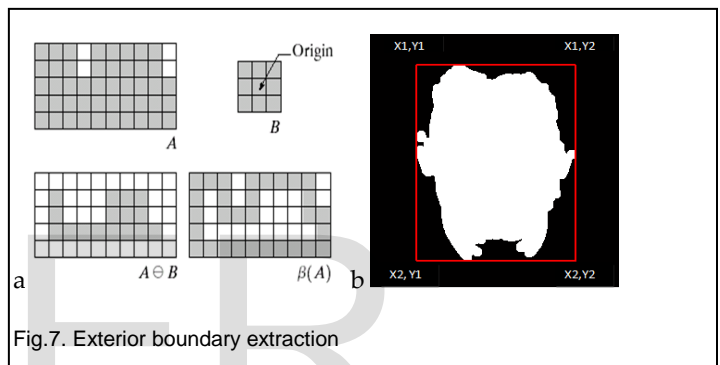 X1,Y1 X1,Y2
Origin
B
A
A ⊖ B β(A)
X2, Y1 X2,Y2
a b
Fig.7. Exterior boundary extraction